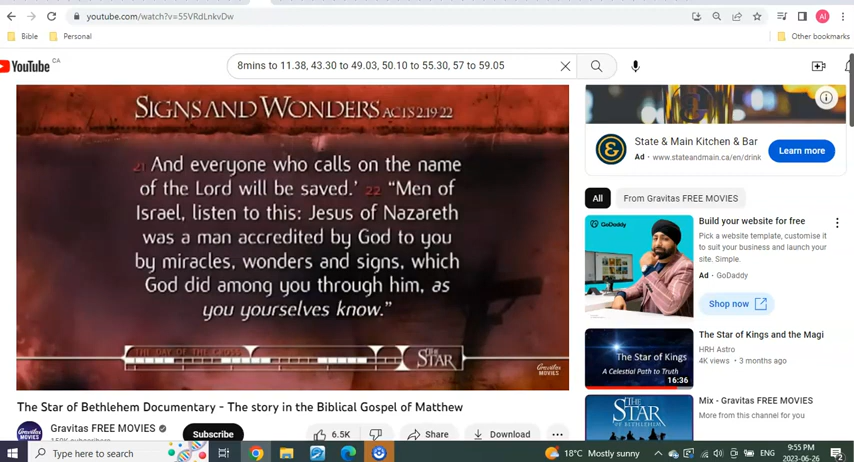 youtube.com/watch?v=55VRdLnkvDw
Al
Bible
Personal
Other bookmarks
YouTube CA
8mins to 11.38, 43.30 to 49.03, 50.10 to 55.30, 57 to 59.05
SIGNS AND WONDERS ACTS 2.19-22
21 And everyone who calls on the name
of the Lord will be saved.' 22 "Men of
Israel, listen to this: Jesus of Nazareth
was a man accredited by God to you
by miracles, wonders and signs, which
God did among you through him, as
you yourselves know."
THE DAY OF THE CROSS
THE STAR
Gravitas MOVIES
The Star of Bethlehem Documentary - The story in the Biblical Gospel of Matthew
Gravitas FREE MOVIES
Subscribe
6.5K
Share
Download
State & Main Kitchen & Bar
Ad · www.stateandmain.ca/en/drink
Learn more
All
From Gravitas FREE MOVIES
GoDaddy
Build your website for free
Pick a website template, customise it
to suit your business and launch your
site. Simple.
Ad · GoDaddy
Shop now
The Star of Kings
A Celestial Path to Truth
16:36
The Star of Kings and the Magi
HRH Astro
4K views • 3 months ago
THE STAR OF BETHLEHEM
Mix - Gravitas FREE MOVIES
More from this channel for you
Type here to search
18°C Mostly sunny
ENG
9:55 PM
2023-06-26
2